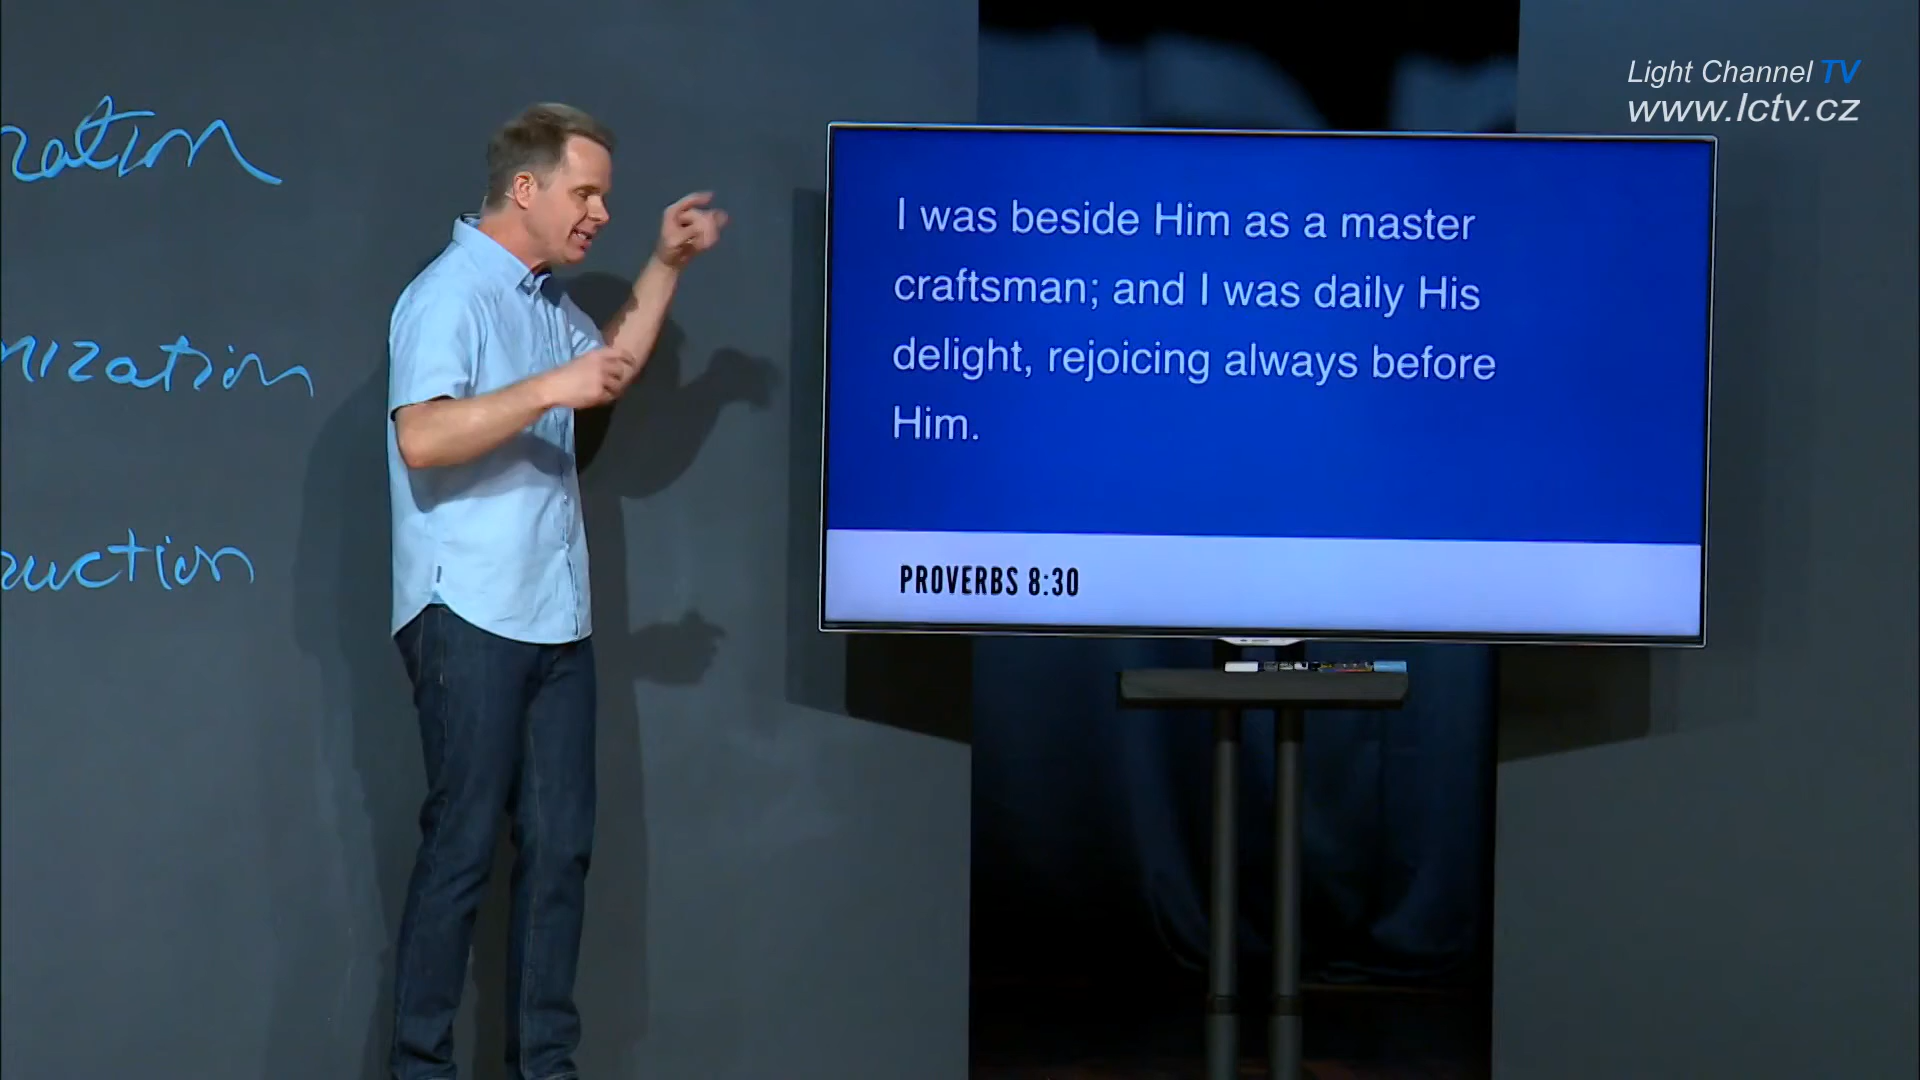 Light Channel TV
www.lctv.cz
I was beside Him as a master
craftsman; and I was daily His
delight, rejoicing always before
Him.
PROVERBS 8:30